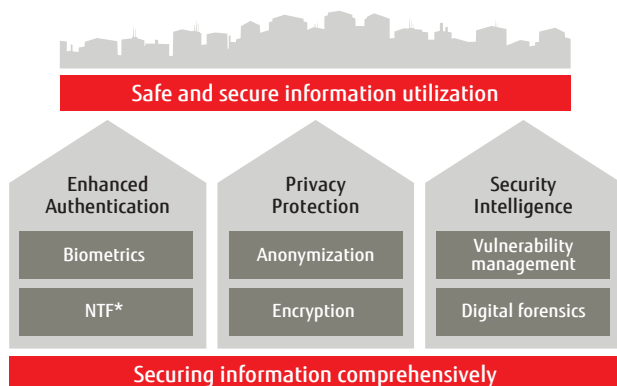 Safe and secure information utilization
Enhanced
Authentication
Biometrics
NTF*
Privacy
Protection
Anonymization
Encryption
Security
Intelligence
Vulnerability
management
Digital forensics
Securing information comprehensively